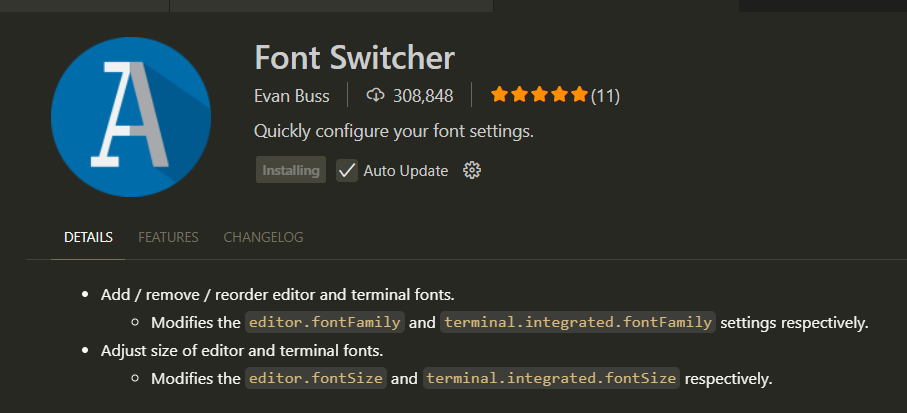 Font Switcher
Evan Buss 308,848 (11)
Quickly configure your font settings.
Installing Auto Update
DETAILS FEATURES CHANGELOG
Add / remove / reorder editor and terminal fonts.
Modifies the editor.fontFamily and terminal.integrated.fontFamily settings respectively.
Adjust size of editor and terminal fonts.
Modifies the editor.fontSize and terminal.integrated.fontSize respectively.